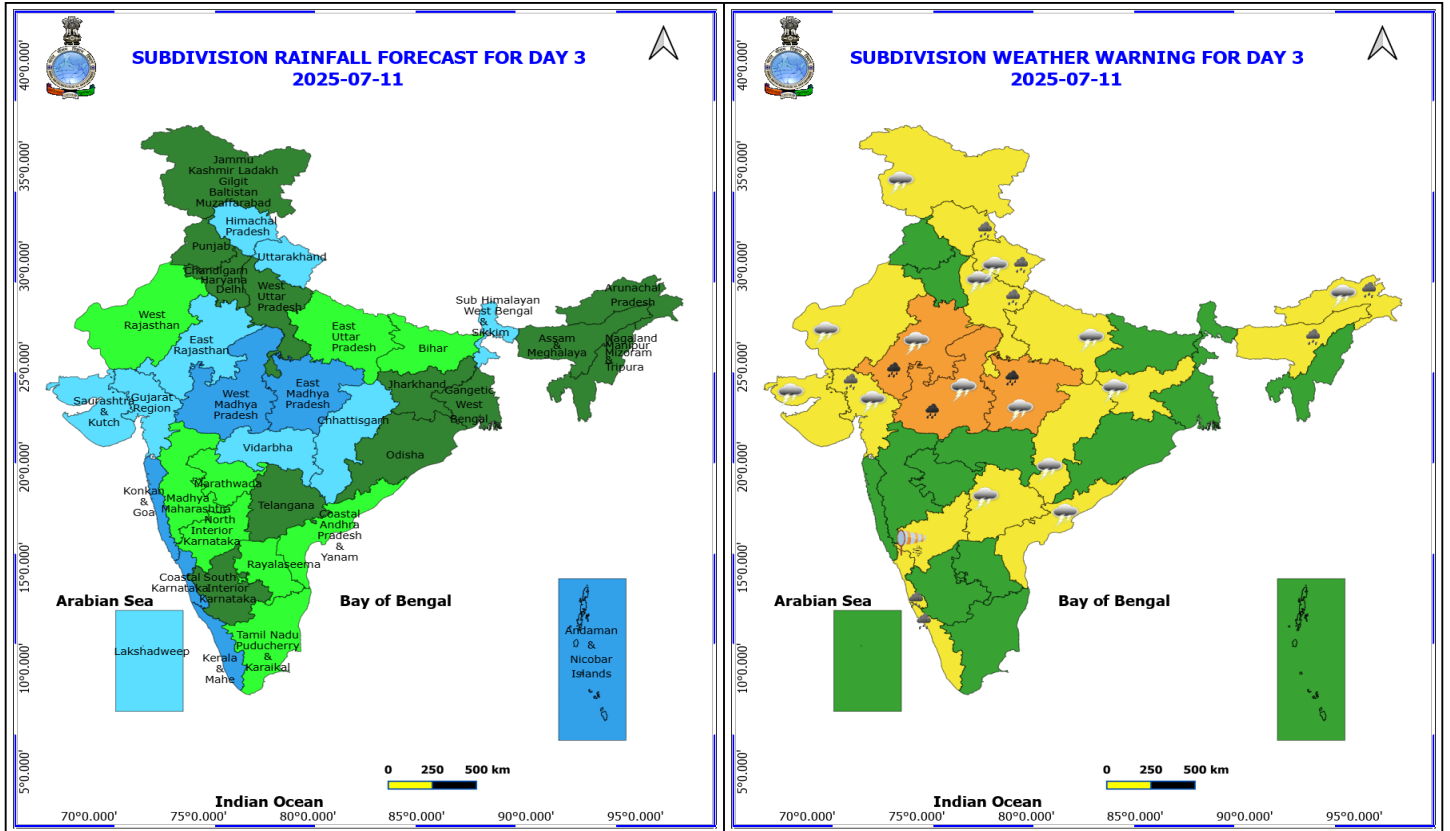 SUBDIVISION RAINFALL FORECAST FOR DAY 3
2025-07-11
40°0.000'
35°0.000'
30°0.000'
25°0.000'
20°0.000'
15°0.000'
10°0.000'
5°0.000'
Jammu
Kashmir Ladakh
Gilgit
Baltistan
Muzaffarabad
Himachal
Pradesh
Punjab
Uttarakhand
Chandigarh
Haryana
Delhi
West
Uttar
Pradesh
West
Rajasthan
East
Rajasthan
East
Uttar
Pradesh
Bihar
Sub Himalayan
West Bengal
&
Sikkim
Arunachal
Pradesh
Assam
&
Meghalaya
Nagaland
Manipur
Mizoram
&
Tripura
Saurashtra
&
Kutch
Gujarat
Region
West
Madhya
Pradesh
East
Madhya
Pradesh
Jharkhand
Gangetic
West
Bengal
Chhattisgarh
Vidarbha
Odisha
Konkan
&
Goa
Madhya
Maharashtra
Marathwada
Telangana
North
Interior
Karnataka
Coastal
Andhra
Pradesh
&
Yanam
Rayalaseema
Coastal
Karnataka
South
Interior
Karnataka
Arabian Sea
Bay of Bengal
Lakshadweep
Kerala
&
Mahe
Tamil Nadu
Puducherry
&
Karaikal
Andaman
&
Nicobar
Islands
0 250 500 km
Indian Ocean
70°0.000' 75°0.000' 80°0.000' 85°0.000' 90°0.000' 95°0.000'
SUBDIVISION WEATHER WARNING FOR DAY 3
2025-07-11
40°0.000'
35°0.000'
30°0.000'
25°0.000'
20°0.000'
15°0.000'
10°0.000'
5°0.000'
Arabian Sea
Bay of Bengal
0 250 500 km
Indian Ocean
70°0.000' 75°0.000' 80°0.000' 85°0.000' 90°0.000' 95°0.000'